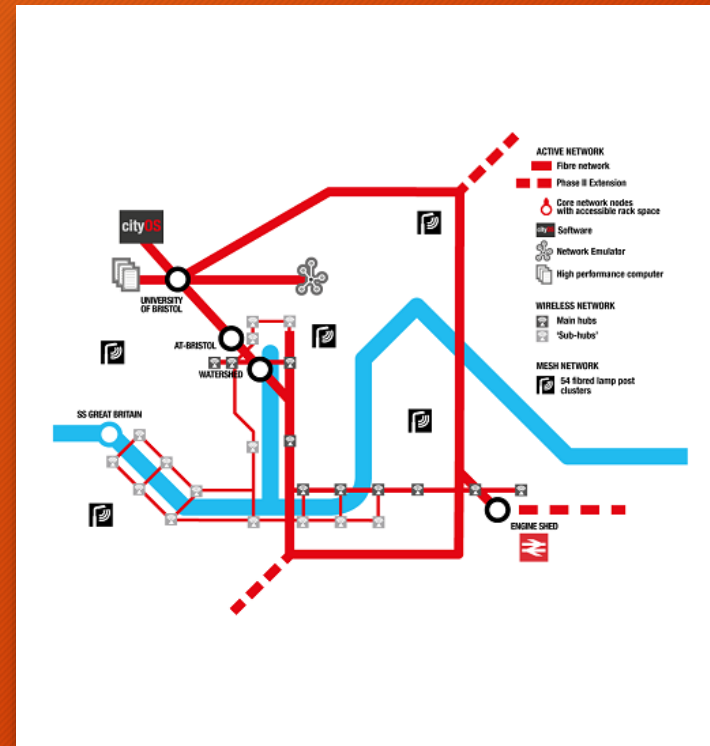 ACTIVE NETWORK
Fibre network
Phase II Extension
Core network nodes
with accessible rack space
cityOS
Software
Network Emulator
High performance computer
WIRELESS NETWORK
Main hubs
'Sub-hubs'
MESH NETWORK
54 fibred lamp post
clusters
cityOS
UNIVERSITY
OF BRISTOL
AT-BRISTOL
WATERSHED
SS GREAT BRITAIN
ENGINE SHED